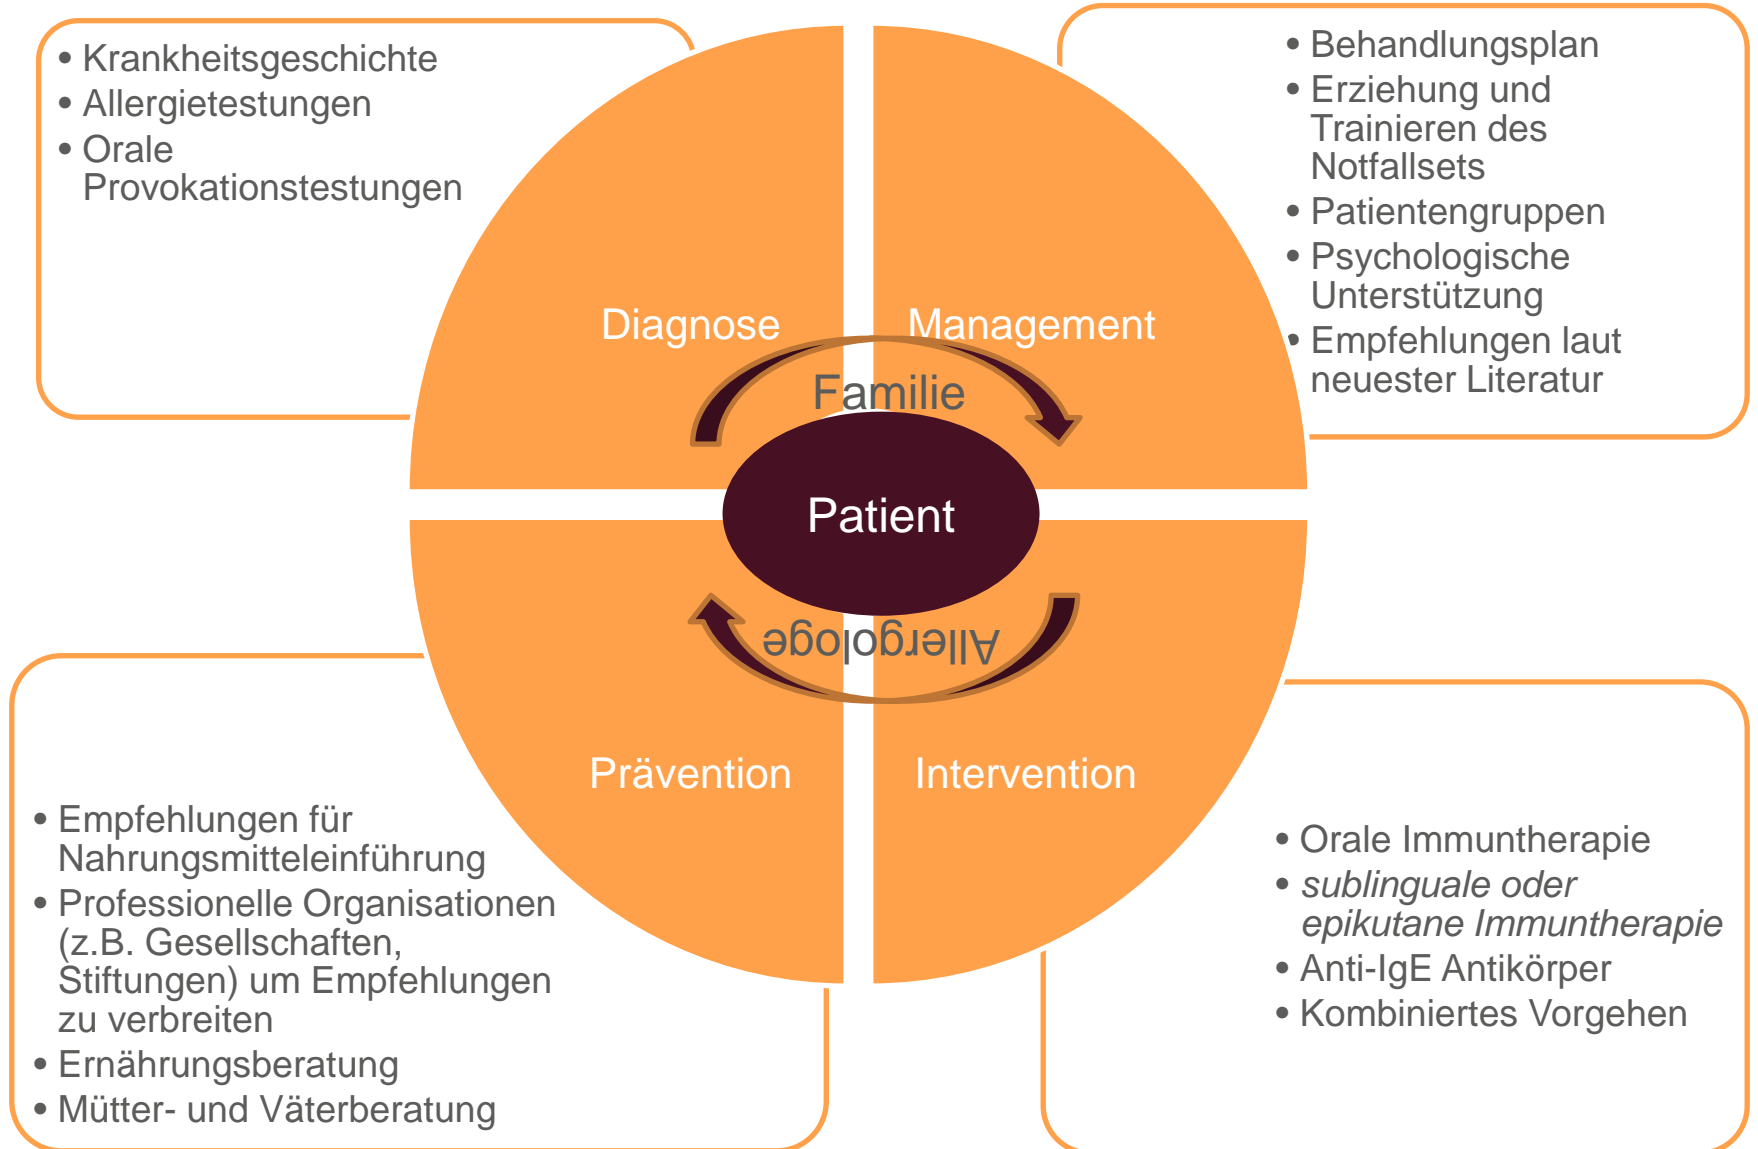 • Krankheitsgeschichte
• Allergietestungen
• Orale
Provokationstestungen
• Behandlungsplan
• Erziehung und
Trainieren des
Notfallsets
• Patientengruppen
• Psychologische
Unterstützung
• Empfehlungen laut
neuester Literatur
Diagnose
Management
Familie
Patient
Allergologe
Prävention
Intervention
• Empfehlungen für
Nahrungsmitteleinführung
• Professionelle Organisationen
(z.B. Gesellschaften,
Stiftungen) um Empfehlungen
zu verbreiten
• Ernährungsberatung
• Mütter- und Väterberatung
• Orale Immuntherapie
• sublinguale oder
epikutane Immuntherapie
• Anti-IgE Antikörper
• Kombiniertes Vorgehen